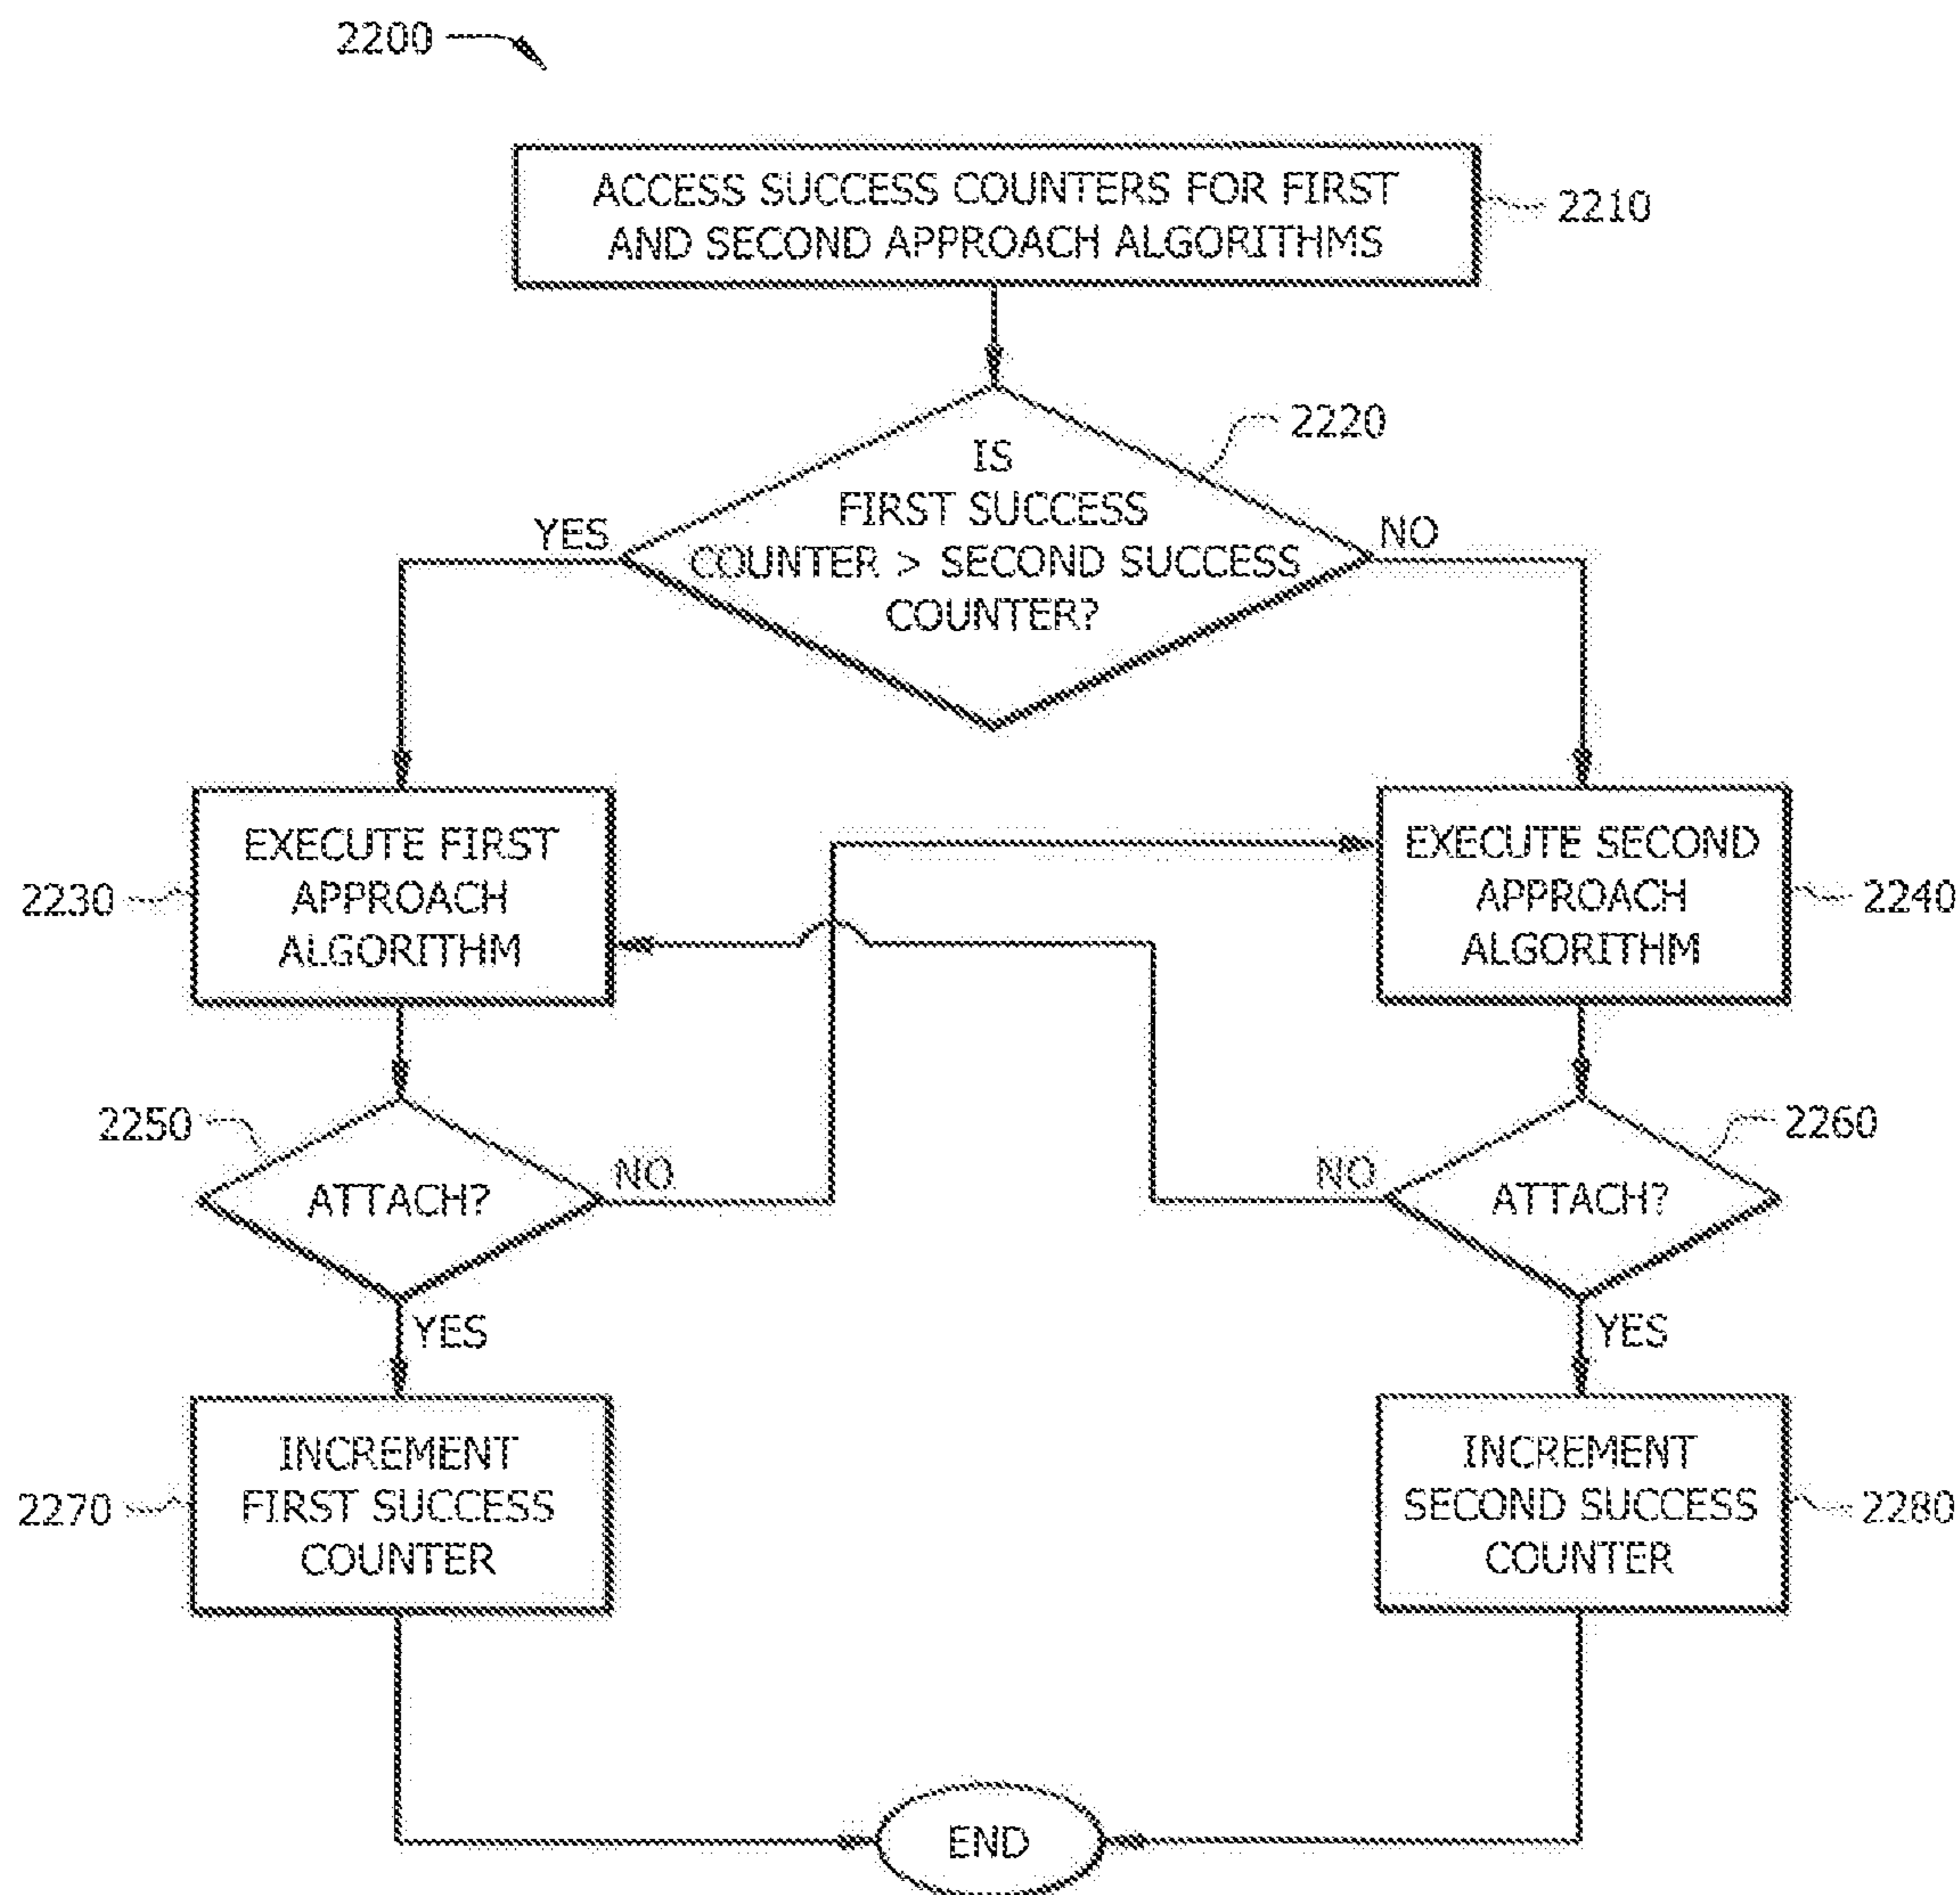 2200
ACCESS SUCCESS COUNTERS FOR FIRST
AND SECOND APPROACH ALGORITHMS
2210
2220
IS
FIRST SUCCESS
COUNTER > SECOND SUCCESS
COUNTER?
YES
NO
EXECUTE FIRST
APPROACH
ALGORITHM
2230
EXECUTE SECOND
APPROACH
ALGORITHM
2240
2250
ATTACH?
NO
YES
2260
ATTACH?
NO
YES
INCREMENT
FIRST SUCCESS
COUNTER
2270
INCREMENT
SECOND SUCCESS
COUNTER
2280
END